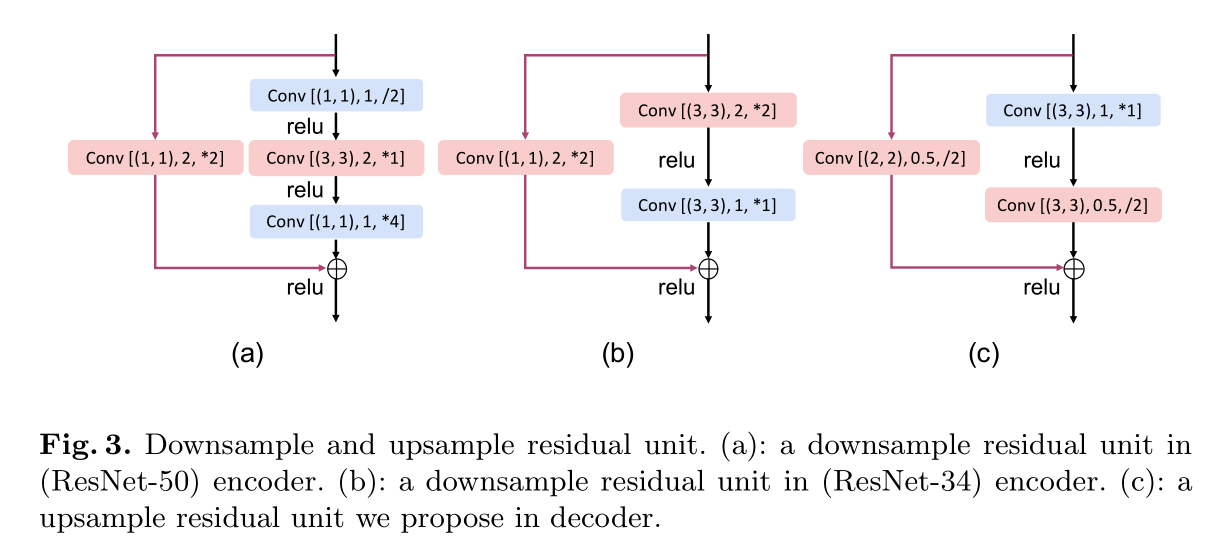 Conv [(1, 1), 1, /2]
relu
Conv [(1, 1), 2, *2]
Conv [(3, 3), 2, *1]
relu
Conv [(1, 1), 1, *4]
relu
(a)
Conv [(3, 3), 2, *2]
Conv [(1, 1), 2, *2]
relu
Conv [(3, 3), 1, *1]
relu
(b)
Conv [(3, 3), 1, *1]
Conv [(2, 2), 0.5, /2]
relu
Conv [(3, 3), 0.5, /2]
relu
(c)
Fig. 3. Downsample and upsample residual unit. (a): a downsample residual unit in
(ResNet-50) encoder. (b): a downsample residual unit in (ResNet-34) encoder. (c): a
upsample residual unit we propose in decoder.